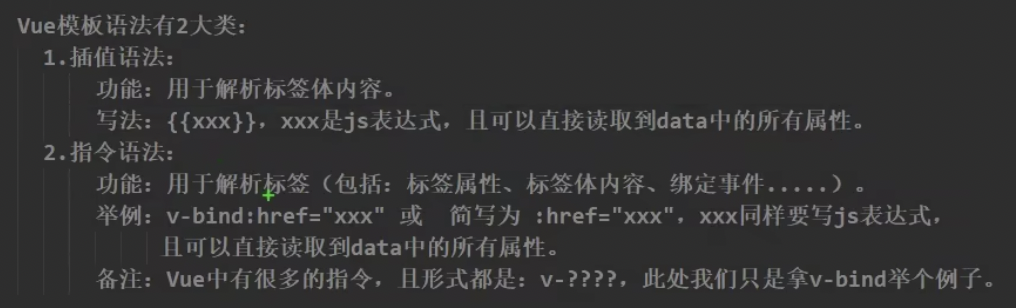 Vue模板语法有2大类:
1.插值语法:
功能: 用于解析标签体内容。
写法: {{xxx}}, xxx是js表达式, 且可以直接读取到data中的所有属性。
2.指令语法:
功能: 用于解析标签 (包括: 标签属性、标签体内容、绑定事件.....) 。
举例: v-bind:href="xxx" 或 简写为 :href="xxx", xxx同样要写js表达式,
且可以直接读取到data中的所有属性。
备注: Vue中有很多的指令, 且形式都是: v-????, 此处我们只是拿v-bind举个例子。